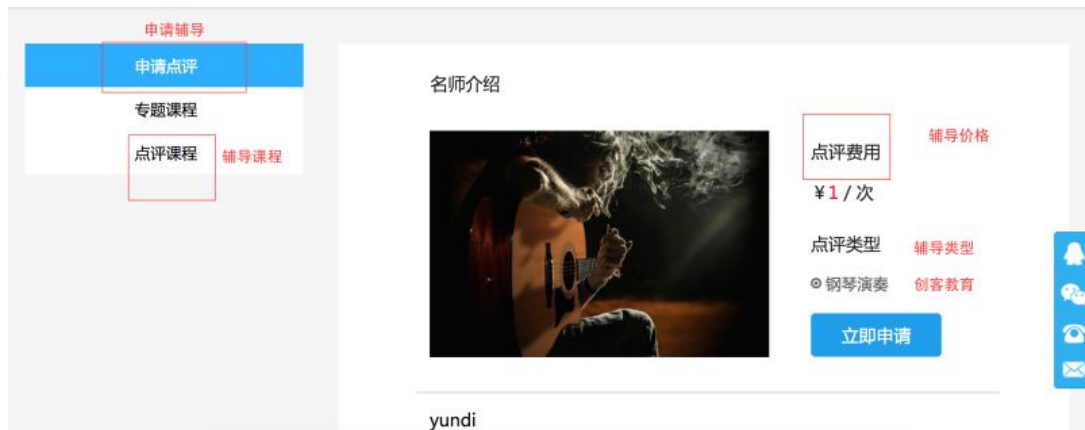 申请辅导
申请点评
专题课程
点评课程 辅导课程
名师介绍
点评费用 辅导价格
¥1/次
点评类型 辅导类型
钢琴演奏 创客教育
立即申请
yundi